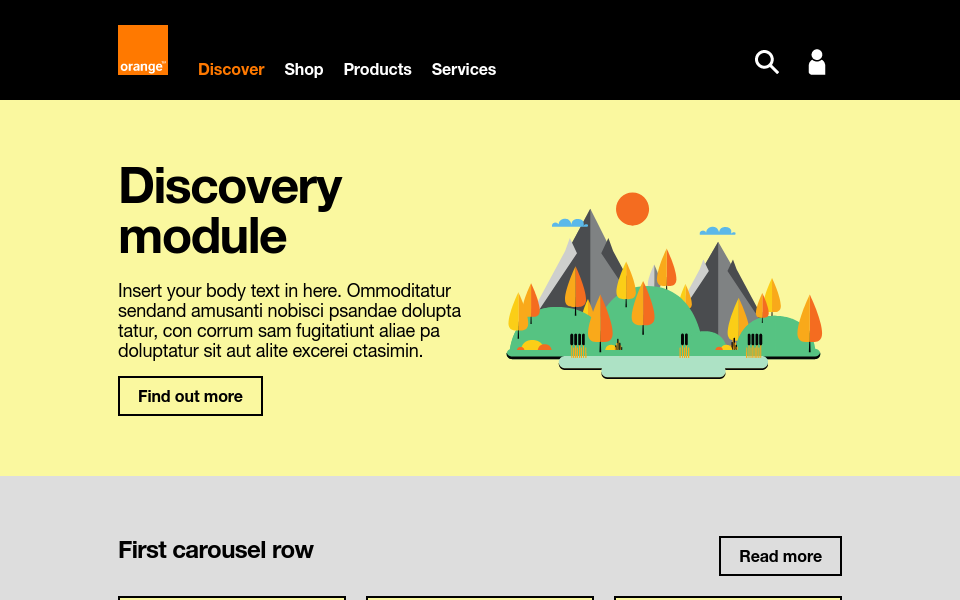 orange™
Discover Shop Products Services
Discovery
module
Insert your body text in here. Ommoditatur
sendand amusanti nobisci psandae dolupta
tatur, con corrum sam fugitatiunt aliae pa
doluptatur sit aut alite excerei ctasimin.
Find out more
First carousel row
Read more